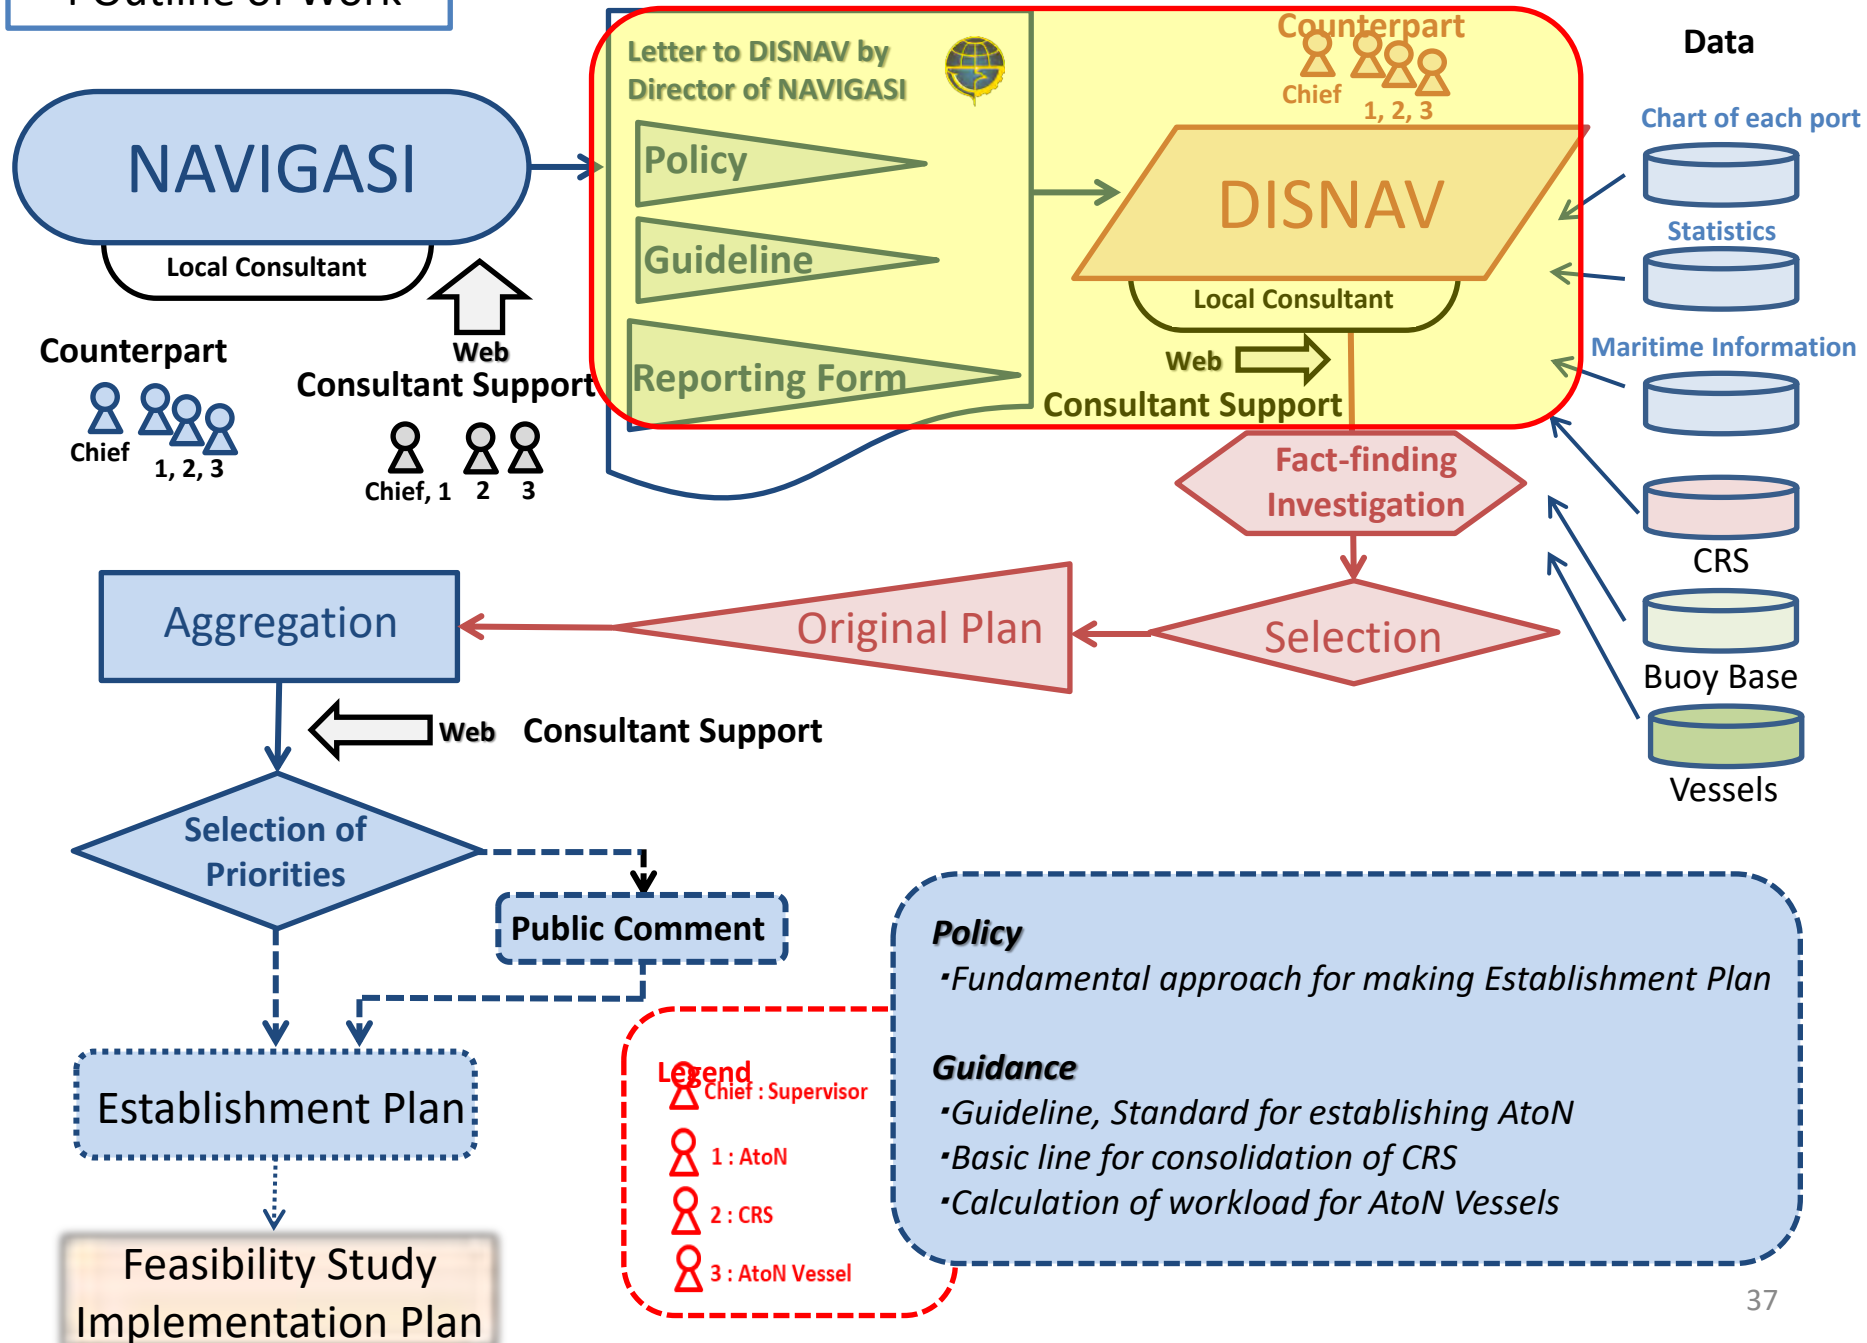 Outline of Work
NAVIGASI
Local Consultant
Counterpart
Chief
1, 2, 3
Web
Consultant Support
Chief, 1
2
3
Letter to DISNAV by
Director of NAVIGASI
Policy
Guideline
Reporting Form
Counterpart
Chief
1, 2, 3
DISNAV
Local Consultant
Web
Consultant Support
Data
Chart of each port
Statistics
Maritime Information
CRS
Buoy Base
Vessels
Fact-finding
Investigation
Selection
Original Plan
Aggregation
Web
Consultant Support
Selection of
Priorities
Public Comment
Establishment Plan
Feasibility Study
Implementation Plan
Legend
Chief : Supervisor
1 : AtoN
2 : CRS
3 : AtoN Vessel
Policy
・Fundamental approach for making Establishment Plan
Guidance
・Guideline, Standard for establishing AtoN
・Basic line for consolidation of CRS
・Calculation of workload for AtoN Vessels
37